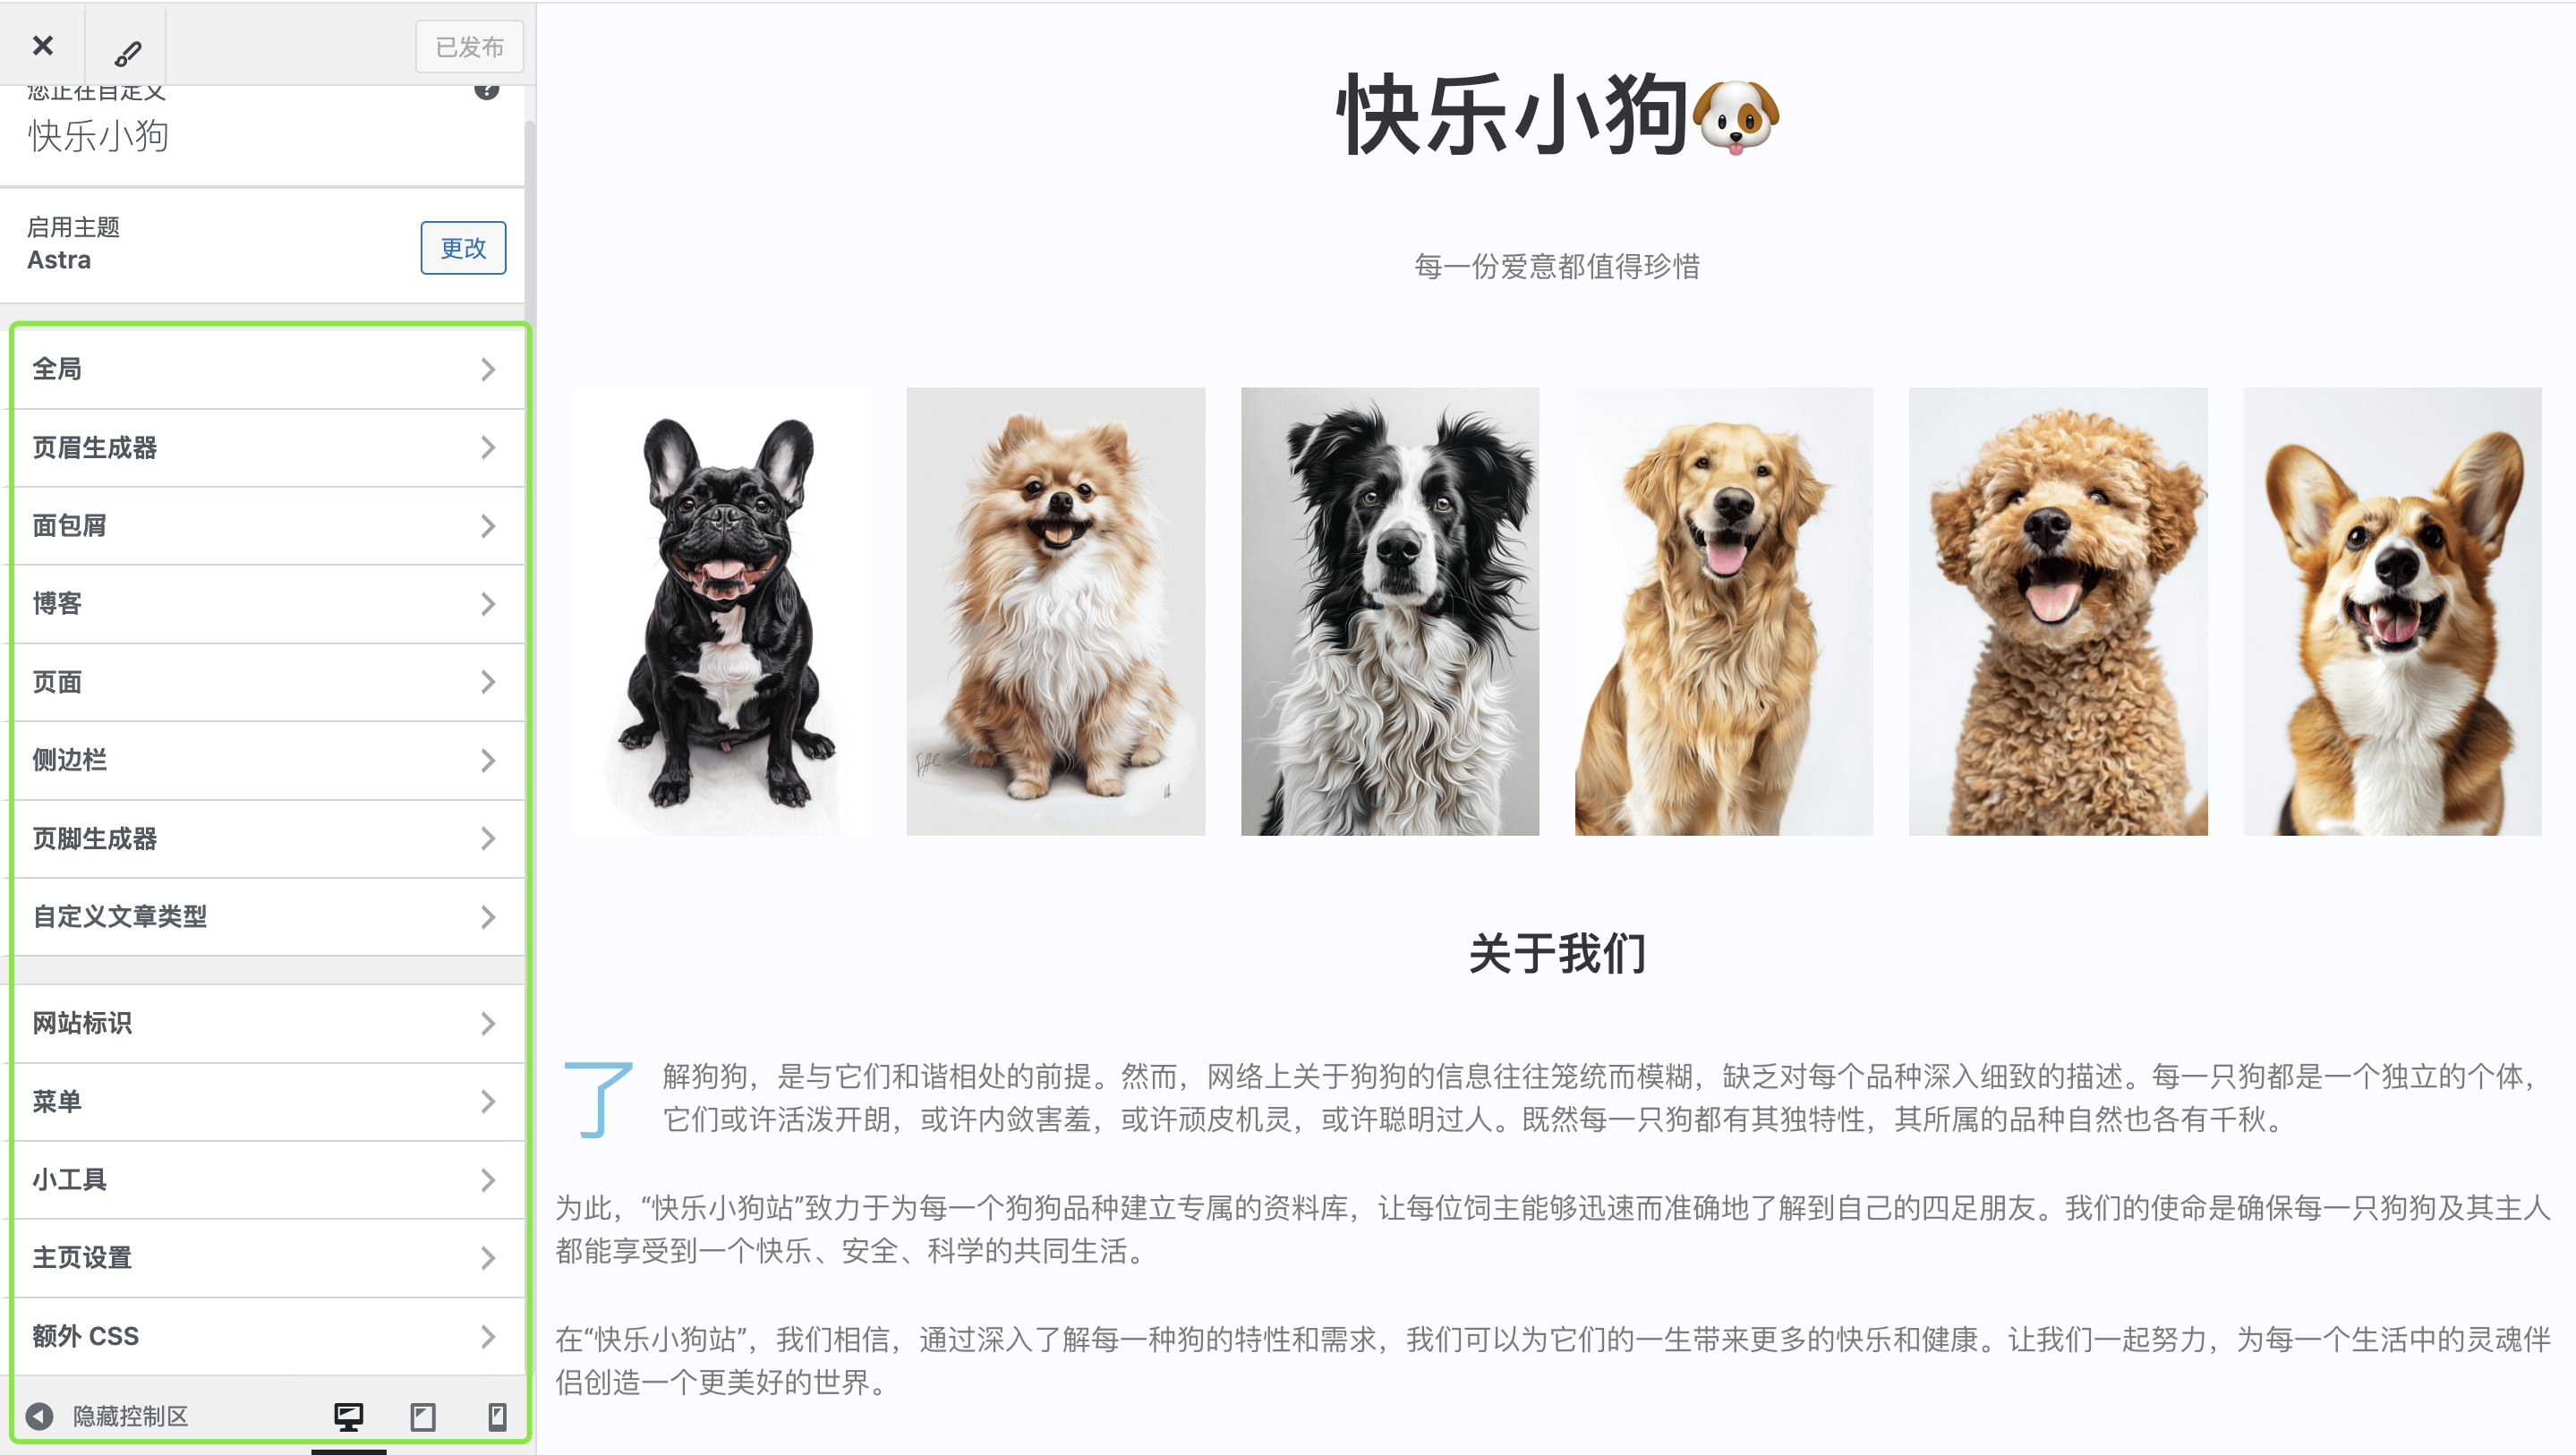 已发布
您正在自定义
快乐小狗
启用主题
Astra
更改
全局
页眉生成器
面包屑
博客
页面
侧边栏
页脚生成器
自定义文章类型
网站标识
菜单
小工具
主页设置
额外 CSS
隐藏控制区
快乐小狗
每一份爱意都值得珍惜
关于我们
了解狗狗，是与它们和谐相处的前提。然而，网络上关于狗狗的信息往往笼统而模糊，缺乏对每个品种深入细致的描述。每一只狗都是一个独立的个体，
它们或许活泼开朗，或许内敛害羞，或许顽皮机灵，或许聪明过人。既然每一只狗都有其独特性，其所属的品种自然也各有千秋。
为此，“快乐小狗站”致力于为每一个狗狗品种建立专属的资料库，让每位饲主能够迅速而准确地了解到自己的四足朋友。我们的使命是确保每一只狗狗及其主人
都能享受到一个快乐、安全、科学的共同生活。
在“快乐小狗站”，我们相信，通过深入了解每一种狗的特性和需求，我们可以为它们的一生带来更多的快乐和健康。让我们一起努力，为每一个生活中的灵魂伴
侣创造一个更美好的世界。